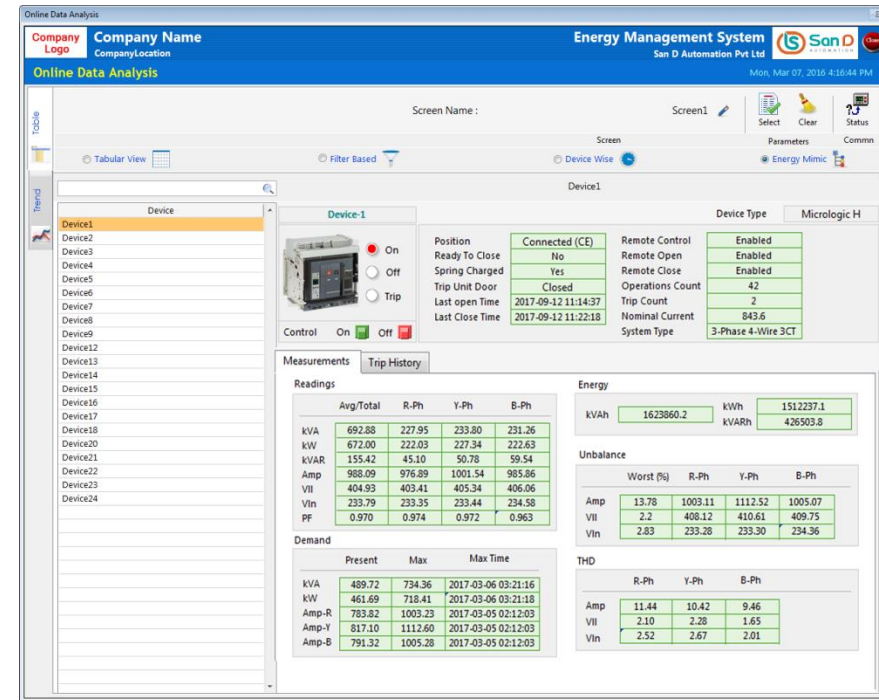 Online Data Analysis
Company Logo
Company Name
CompanyLocation
Energy Management System
San D Automation Pvt Ltd
San D
AUTOMATION
Close
Online Data Analysis
Mon, Mar 07, 2016 4:16:44 PM
Table
Trend
Screen Name :
Screen1
Select Clear Status
Screen Parameters Commn
Tabular View Filter Based Device Wise Energy Mimic
Device1
Device
Device1
Device2
Device3
Device4
Device5
Device6
Device7
Device8
Device9
Device12
Device13
Device14
Device15
Device16
Device17
Device18
Device20
Device21
Device22
Device23
Device24
Device-1
Device Type Micrologic H
On
Off
Trip
Control On Off
Position Connected (CE)
Ready To Close No
Spring Charged Yes
Trip Unit Door Closed
Last open Time 2017-09-12 11:14:37
Last Close Time 2017-09-12 11:22:18
Remote Control Enabled
Remote Open Enabled
Remote Close Enabled
Operations Count 42
Trip Count 2
Nominal Current 843.6
System Type 3-Phase 4-Wire 3CT
Measurements Trip History
Readings
Avg/Total R-Ph Y-Ph B-Ph
kVA 692.88 227.95 233.80 231.26
kW 672.00 222.03 227.34 222.63
kVAR 155.42 45.10 50.78 59.54
Amp 988.09 976.89 1001.54 985.86
Vll 404.93 403.41 405.34 406.06
Vln 233.79 233.35 233.44 234.58
PF 0.970 0.974 0.972 0.963
Demand
Present Max Max Time
kVA 489.72 734.36 2017-03-06 03:21:16
kW 461.69 718.41 2017-03-06 03:21:18
Amp-R 783.82 1003.23 2017-03-05 02:12:03
Amp-Y 817.10 1112.60 2017-03-05 02:12:03
Amp-B 791.32 1005.28 2017-03-05 02:12:03
Energy
kVAh 1623860.2
kWh 1512237.1
kVARh 426503.8
Unbalance
Worst (%) R-Ph Y-Ph B-Ph
Amp 13.78 1003.11 1112.52 1005.07
Vll 2.2 408.12 410.61 409.75
Vln 2.83 233.28 233.30 234.36
THD
R-Ph Y-Ph B-Ph
Amp 11.44 10.42 9.46
Vll 2.10 2.28 1.65
Vln 2.52 2.67 2.01